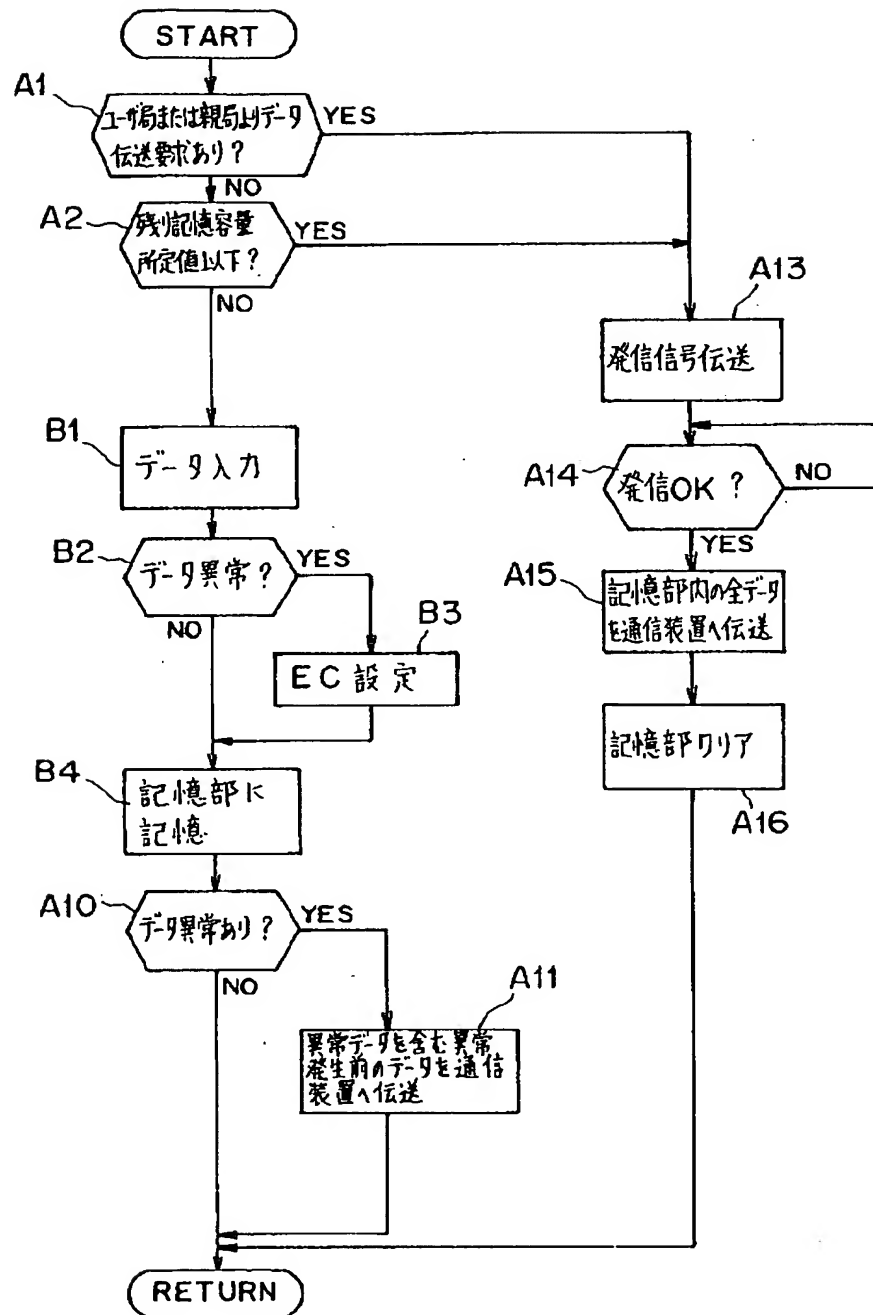 START
A1
ユーザ局または親局よりデータ
伝送要求あり？
YES
NO
A2
残り記憶容量
所定値以下？
YES
NO
A13
発信信号伝送
B1
データ入力
A14
発信OK？
NO
YES
B2
データ異常？
YES
NO
A15
記憶部内の全データ
を通信装置へ伝送
B3
EC設定
B4
記憶部に
記憶
記憶部クリア
A16
A10
データ異常あり？
YES
NO
A11
異常データを含む異常
発生前のデータを通信
装置へ伝送
RETURN